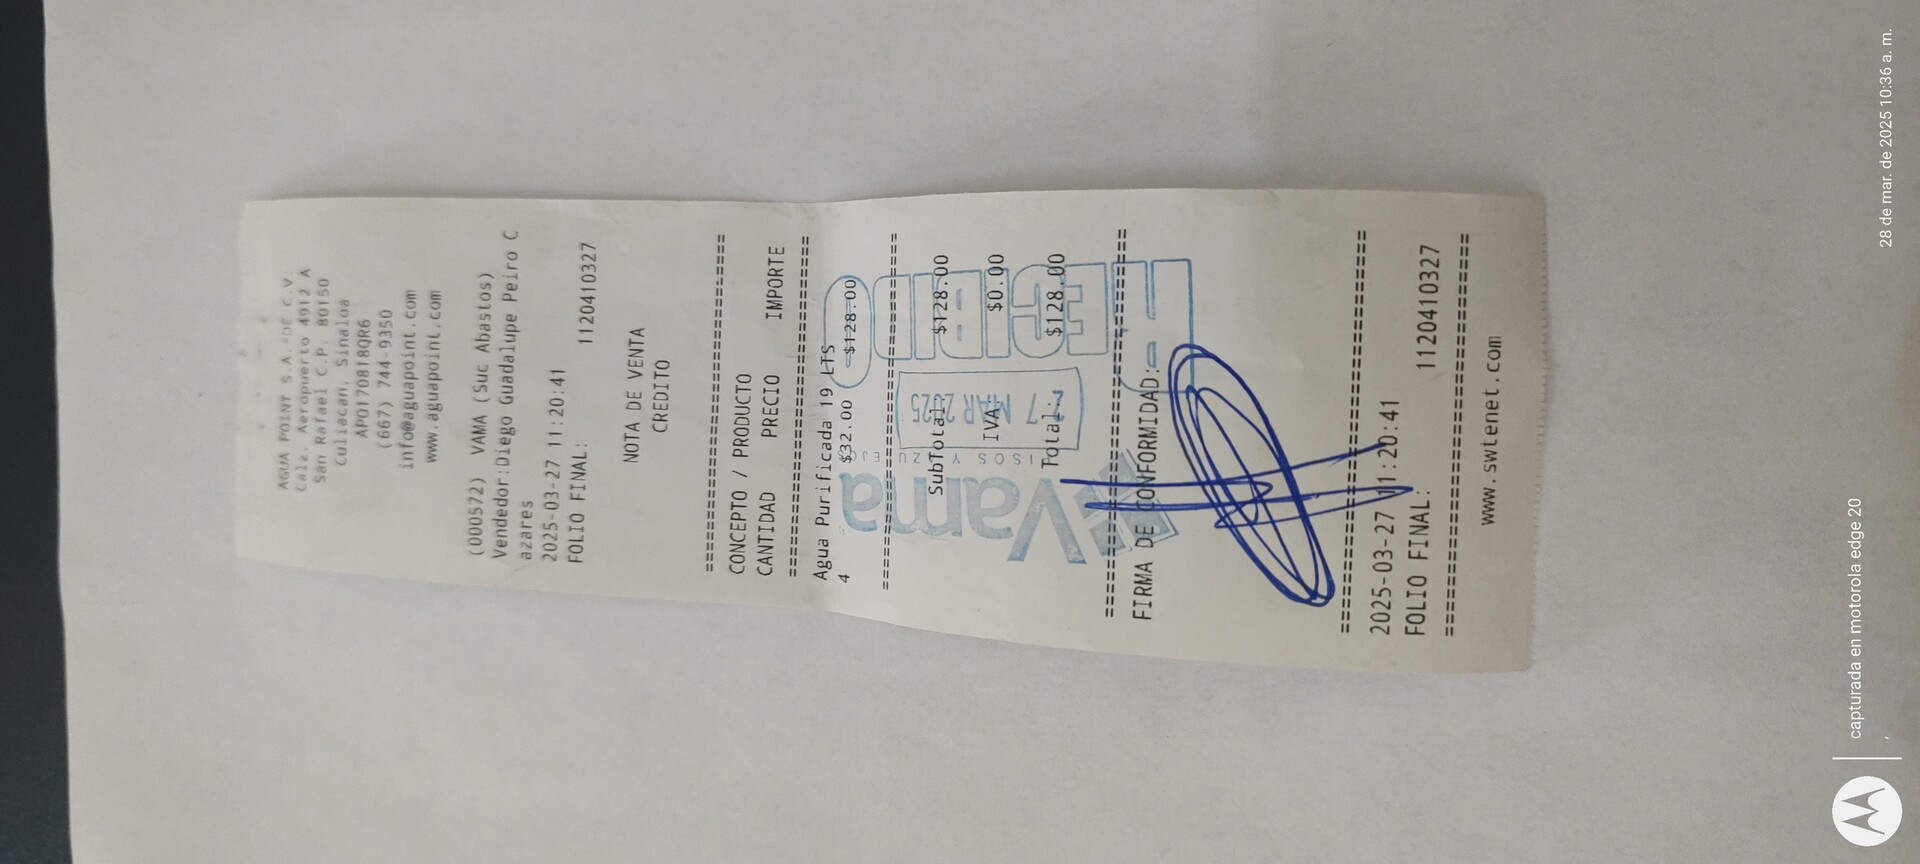 AGUA POINT S.A. DE C.V.
Calz. Aeropuerto 4912 A
San Rafael C.P. 80150
Culiacan, Sinaloa
APO170818QR6
(667) 744-9350
info@aguapoint.com
www.aguapoint.com
(000572) VAMA (Suc Abastos)
Vendedor:Diego Guadalupe Peiro C
azares
2025-03-27 11:20:41
FOLIO FINAL: 1120410327
NOTA DE VENTA
CREDITO
================================
CONCEPTO / PRODUCTO
CANTIDAD PRECIO IMPORTE
================================
Agua Purificada 19 LTS
4 $32.00 $128.00
================================
SubTotal: $128.00
IVA: $0.00
Total: $128.00
================================
FIRMA DE CONFORMIDAD:
================================
2025-03-27 11:20:41
FOLIO FINAL: 1120410327
================================
www.swtenet.com
Vama
27 MAR 2025
RECIBIDO
28 de mar. de 2025 10:36 a. m.
capturada en motorola edge 20